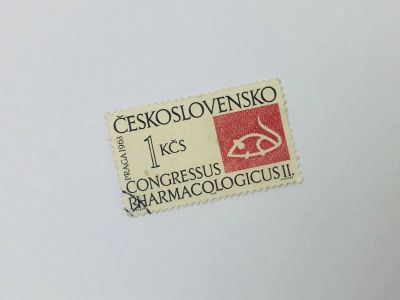 ČESKOSLOVENSKO
PRAGA 1963
1 KČS
CONGRESSUS
PHARMACOLOGICUS II.